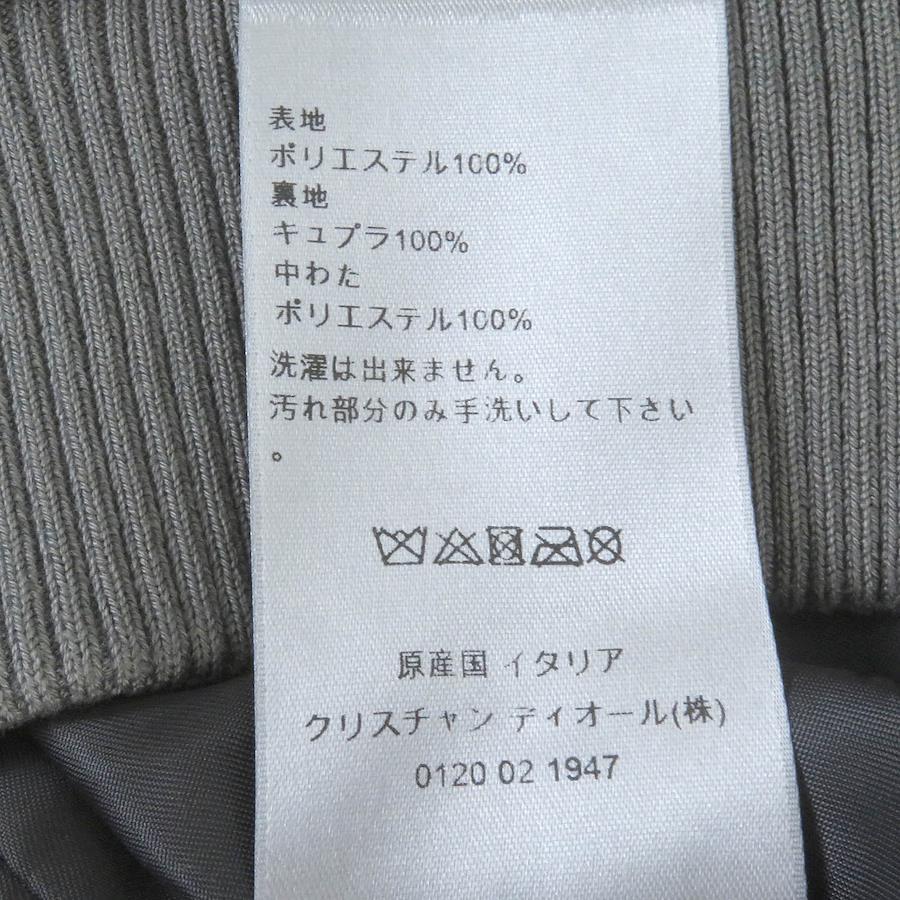 表地
ポリエステル100%
裏地
キュプラ100%
中わた
ポリエステル100%
洗濯は出来ません。
汚れ部分のみ手洗いして下さい
。
原産国 イタリア
クリスチャン ディオール(株)
0120 02 1947